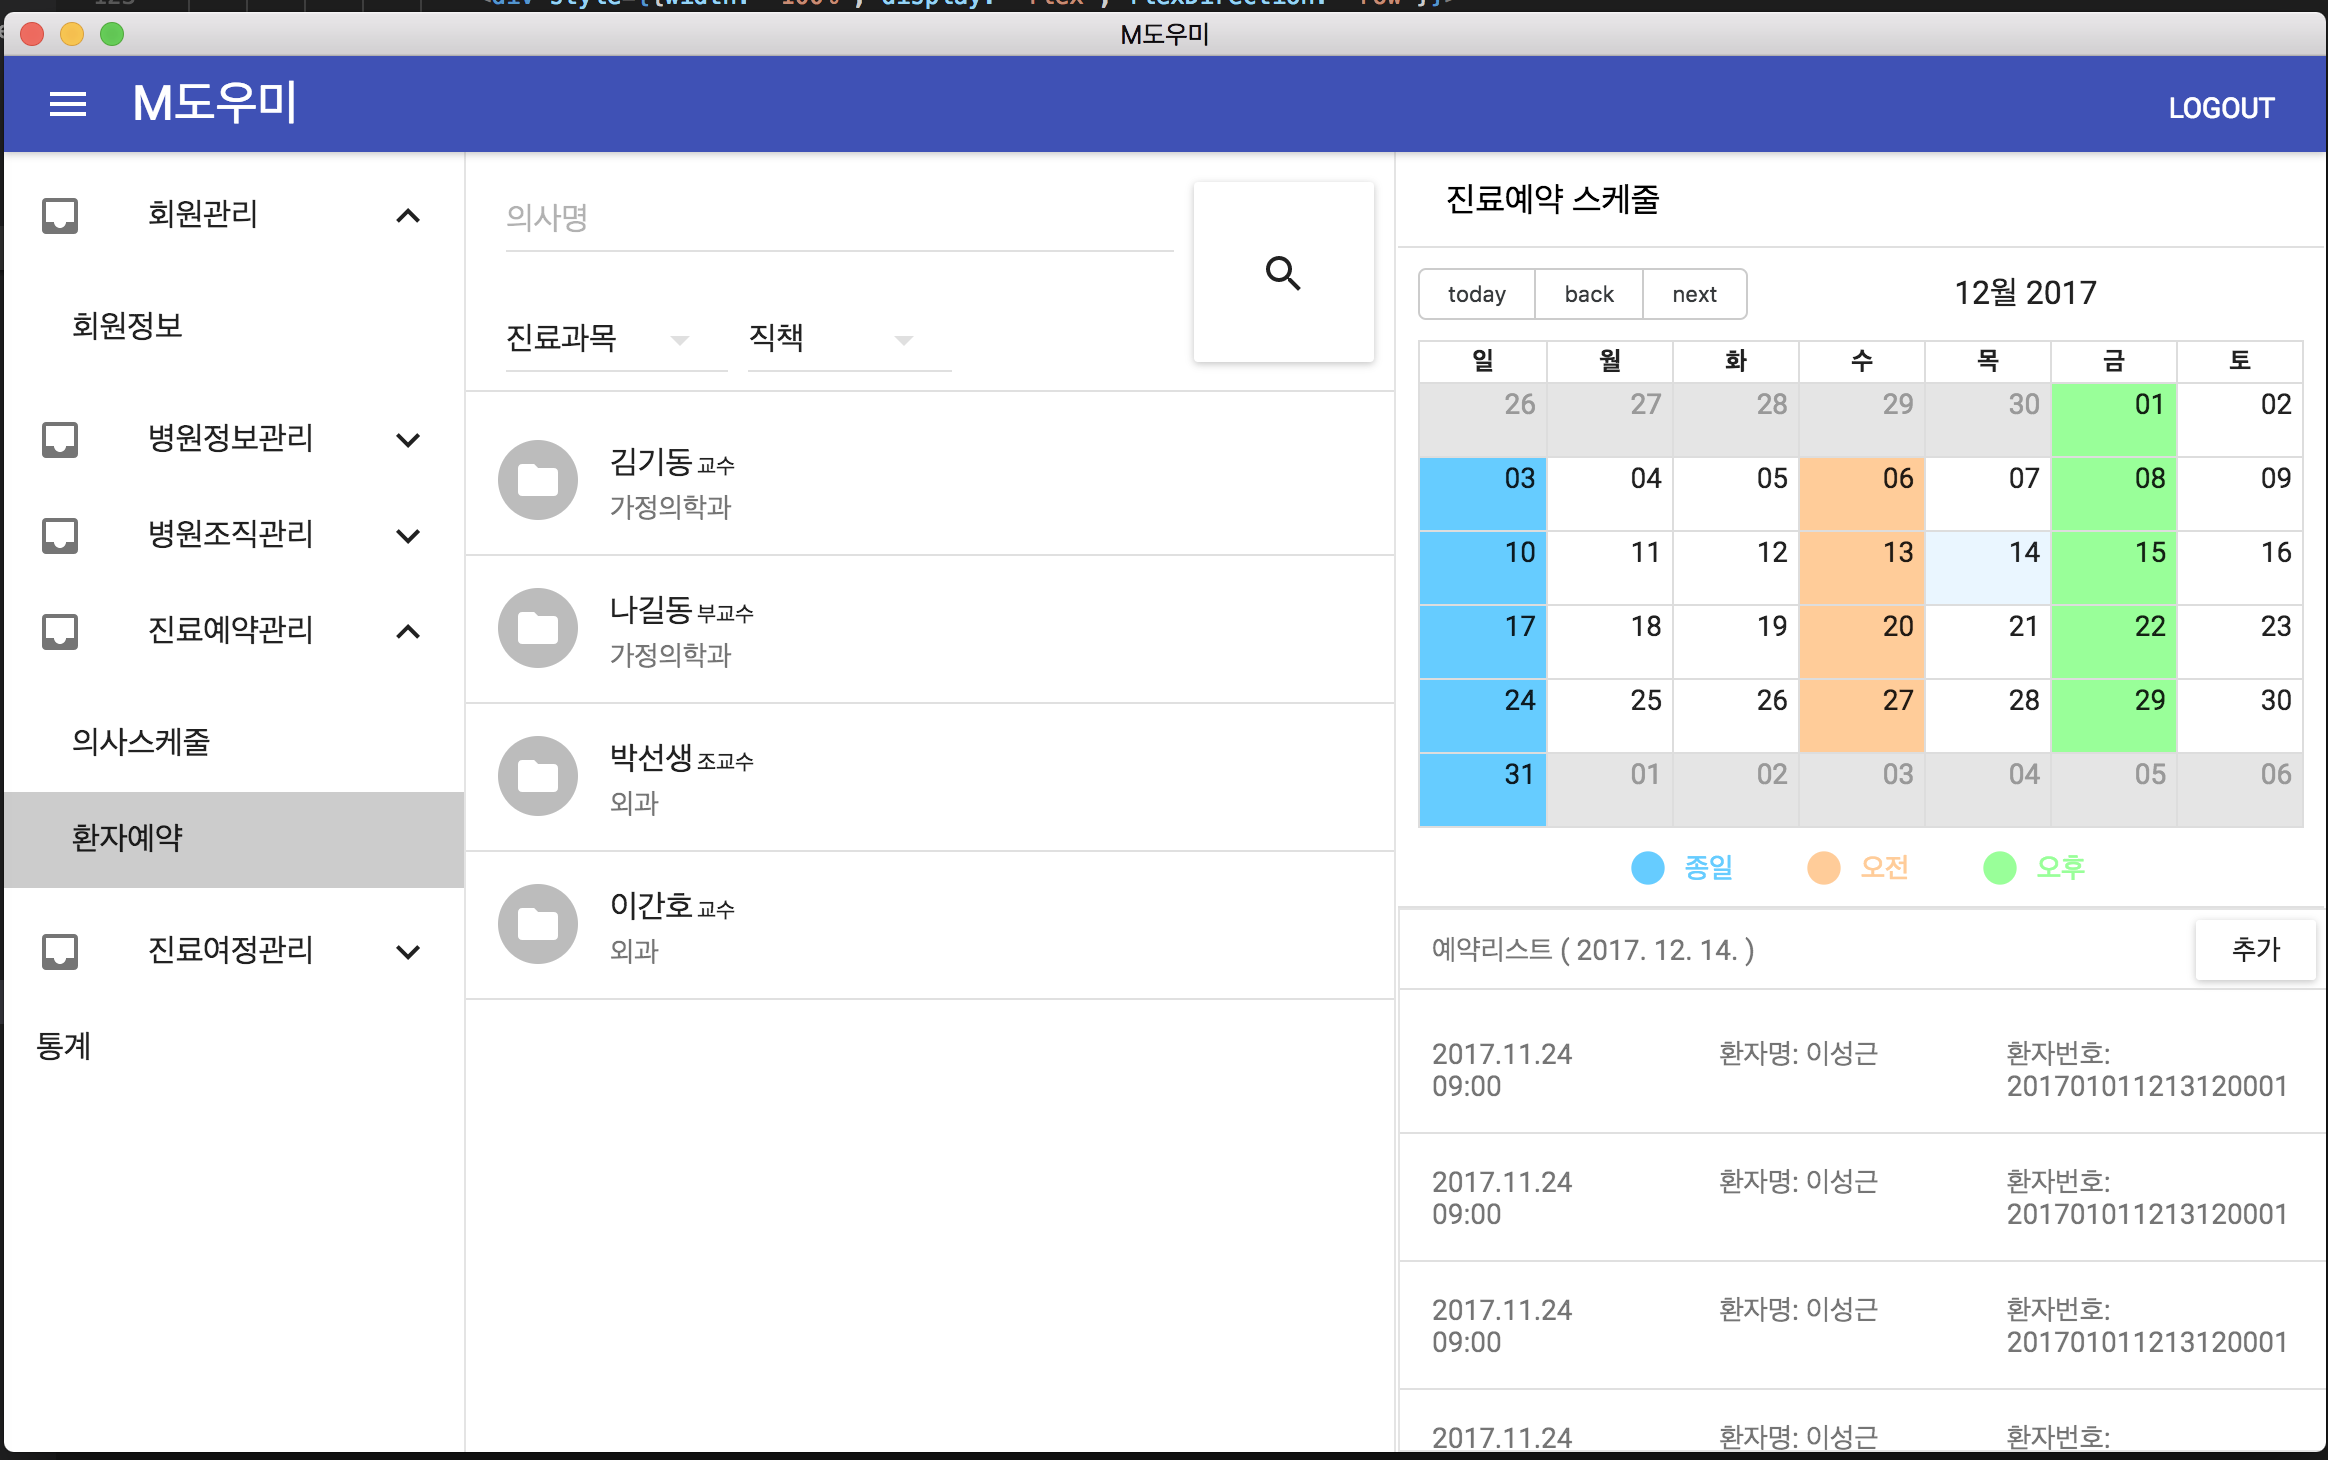 <div style={{width: "100%", display: "flex", flexDirection: "row"}}>
M도우미
M도우미
LOGOUT
회원관리
회원정보
병원정보관리
병원조직관리
진료예약관리
의사스케줄
환자예약
진료여정관리
통계
의사명
진료과목 직책
김기동 교수
가정의학과
나길동 부교수
가정의학과
박선생 조교수
외과
이간호 교수
외과
진료예약 스케줄
today back next 12월 2017
일 월 화 수 목 금 토
26 27 28 29 30 01 02
03 04 05 06 07 08 09
10 11 12 13 14 15 16
17 18 19 20 21 22 23
24 25 26 27 28 29 30
31 01 02 03 04 05 06
종일 오전 오후
예약리스트 ( 2017. 12. 14. ) 추가
2017.11.24 환자명: 이성근 환자번호:
09:00 201701011213120001
2017.11.24 환자명: 이성근 환자번호:
09:00 201701011213120001
2017.11.24 환자명: 이성근 환자번호:
09:00 201701011213120001
2017.11.24 환자명: 이성근 환자번호: